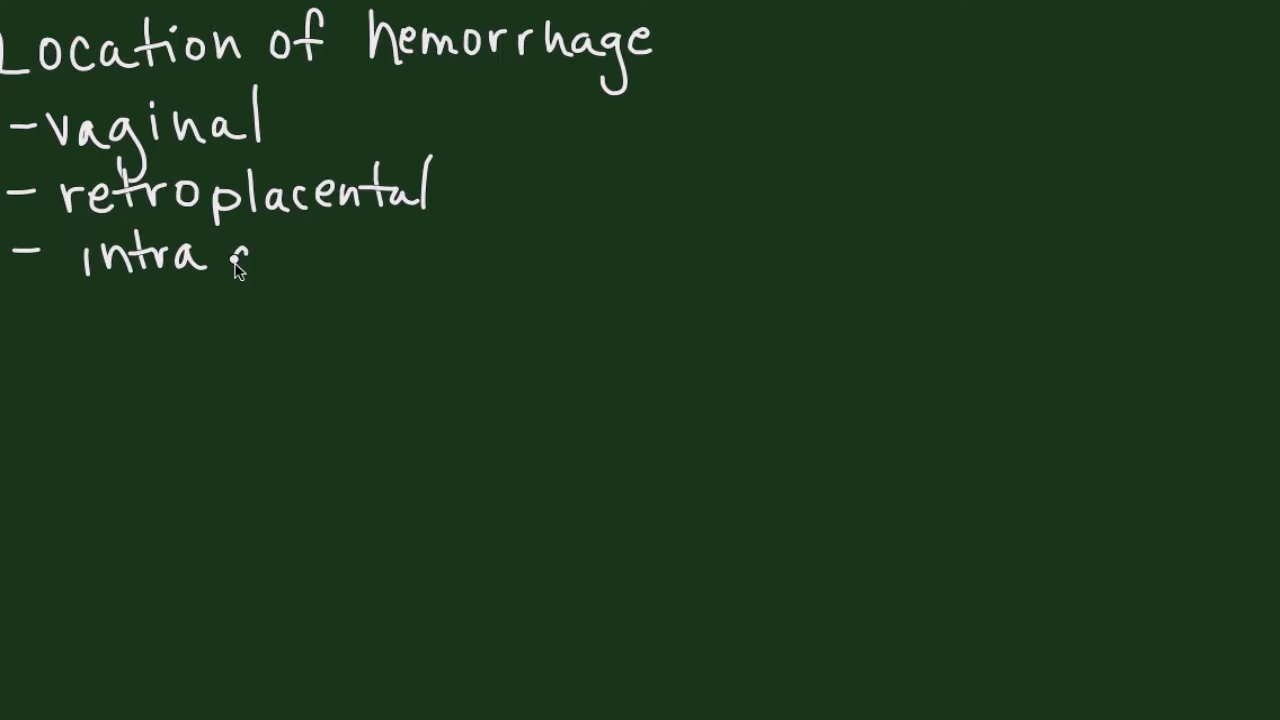 Location of hemorrhage
- vaginal
- retroplacental
- intra